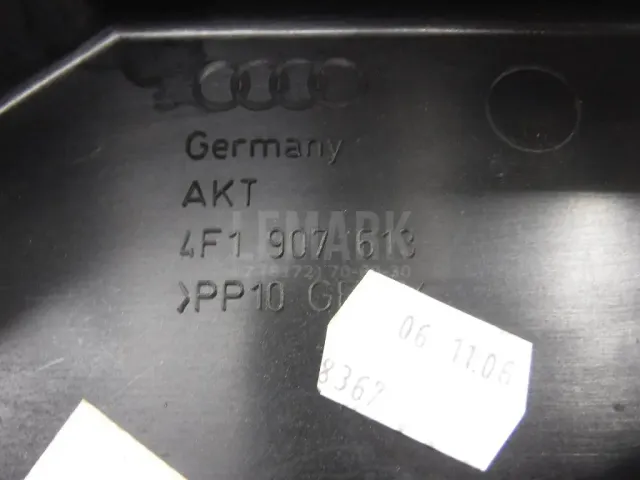 Germany
AKT
LEMARK
4F1 907 613
>PP10 G
06 11.06
8367